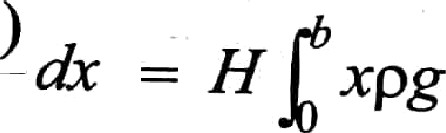 ) dx = H ∫₀ᵇ xρg